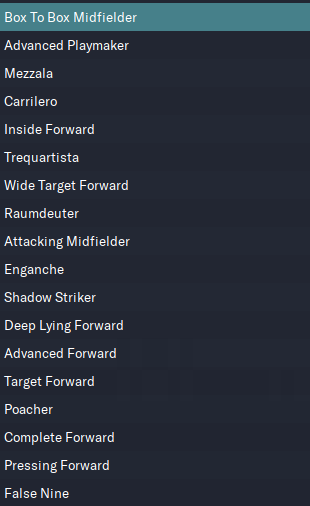 Box To Box Midfielder
Advanced Playmaker
Mezzala
Carrilero
Inside Forward
Trequartista
Wide Target Forward
Raumdeuter
Attacking Midfielder
Enganche
Shadow Striker
Deep Lying Forward
Advanced Forward
Target Forward
Poacher
Complete Forward
Pressing Forward
False Nine